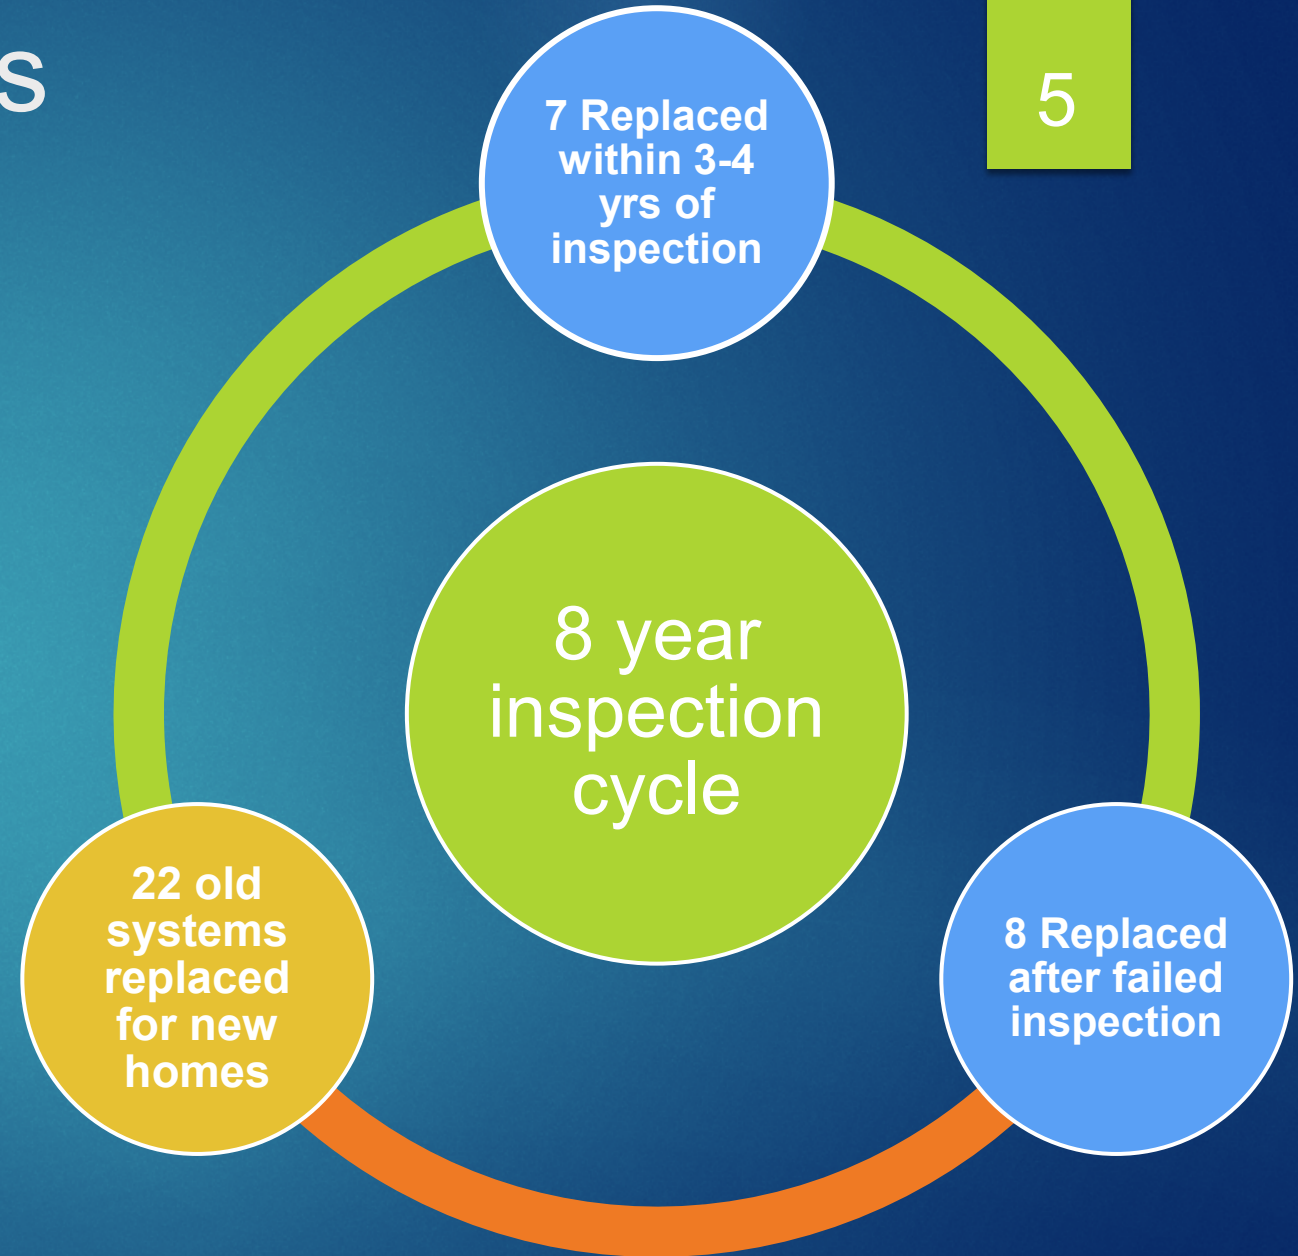 s
5
7 Replaced
within 3-4
yrs of
inspection
8 year
inspection
cycle
22 old
systems
replaced
for new
homes
8 Replaced
after failed
inspection